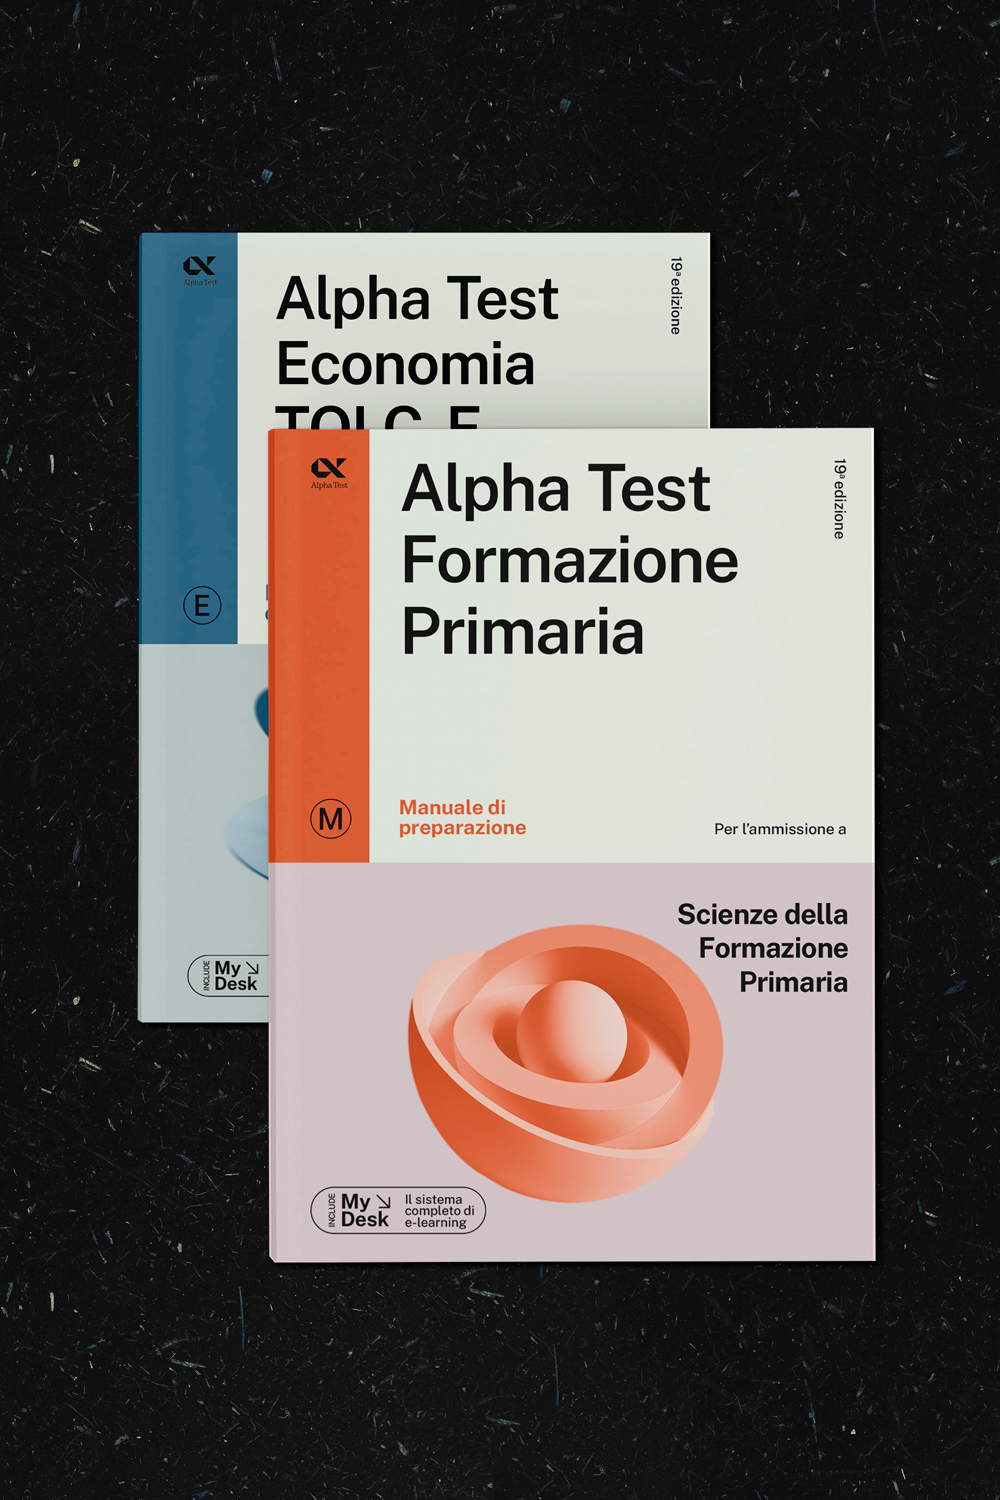 Alpha Test
19ª edizione
Alpha Test
Economia
TOLC-E
E
INCLUDE
My
Desk
Alpha Test
19ª edizione
Alpha Test
Formazione
Primaria
M
Manuale di
preparazione
Per l'ammissione a
Scienze della
Formazione
Primaria
INCLUDE
My
Desk
Il sistema
completo di
e-learning